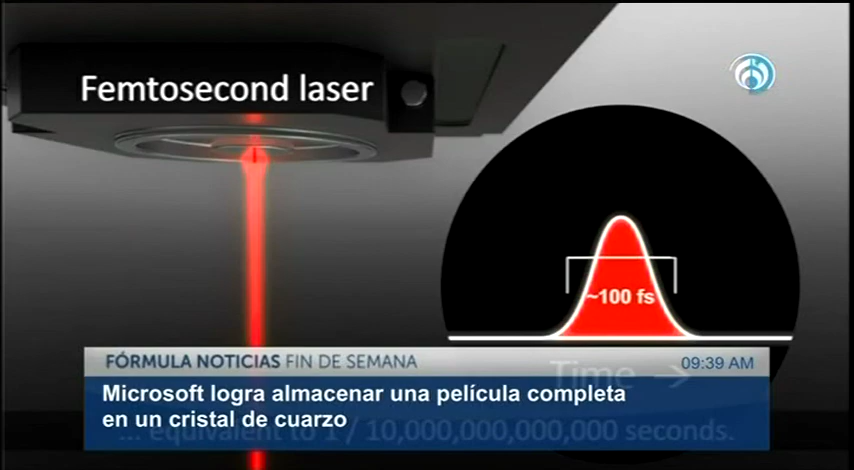 Femtosecond laser
~100 fs
Time →
FÓRMULA NOTICIAS FIN DE SEMANA
09:39 AM
Microsoft logra almacenar una película completa
en un cristal de cuarzo
... equivalent to 1 / 10,000,000,000,000 seconds.